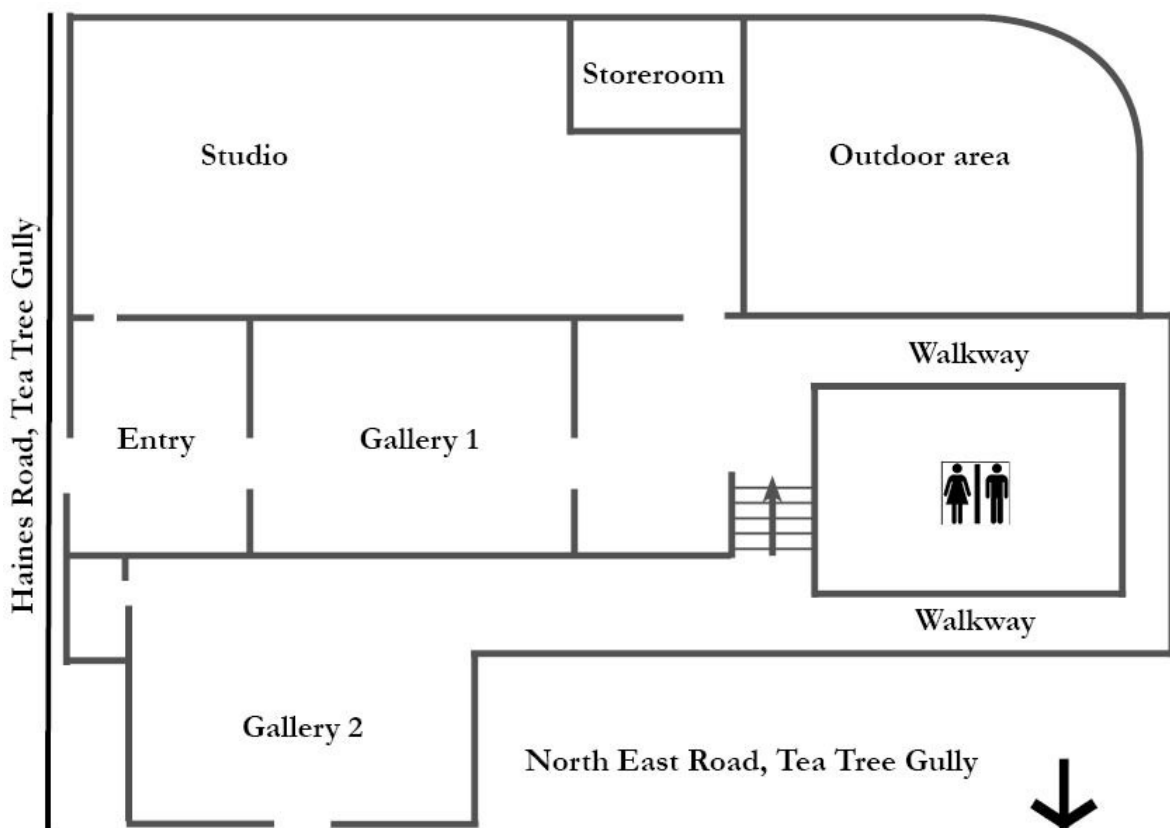 Storeroom
Studio
Outdoor area
Haines Road, Tea Tree Gully
Walkway
Entry
Gallery 1
Walkway
Gallery 2
North East Road, Tea Tree Gully